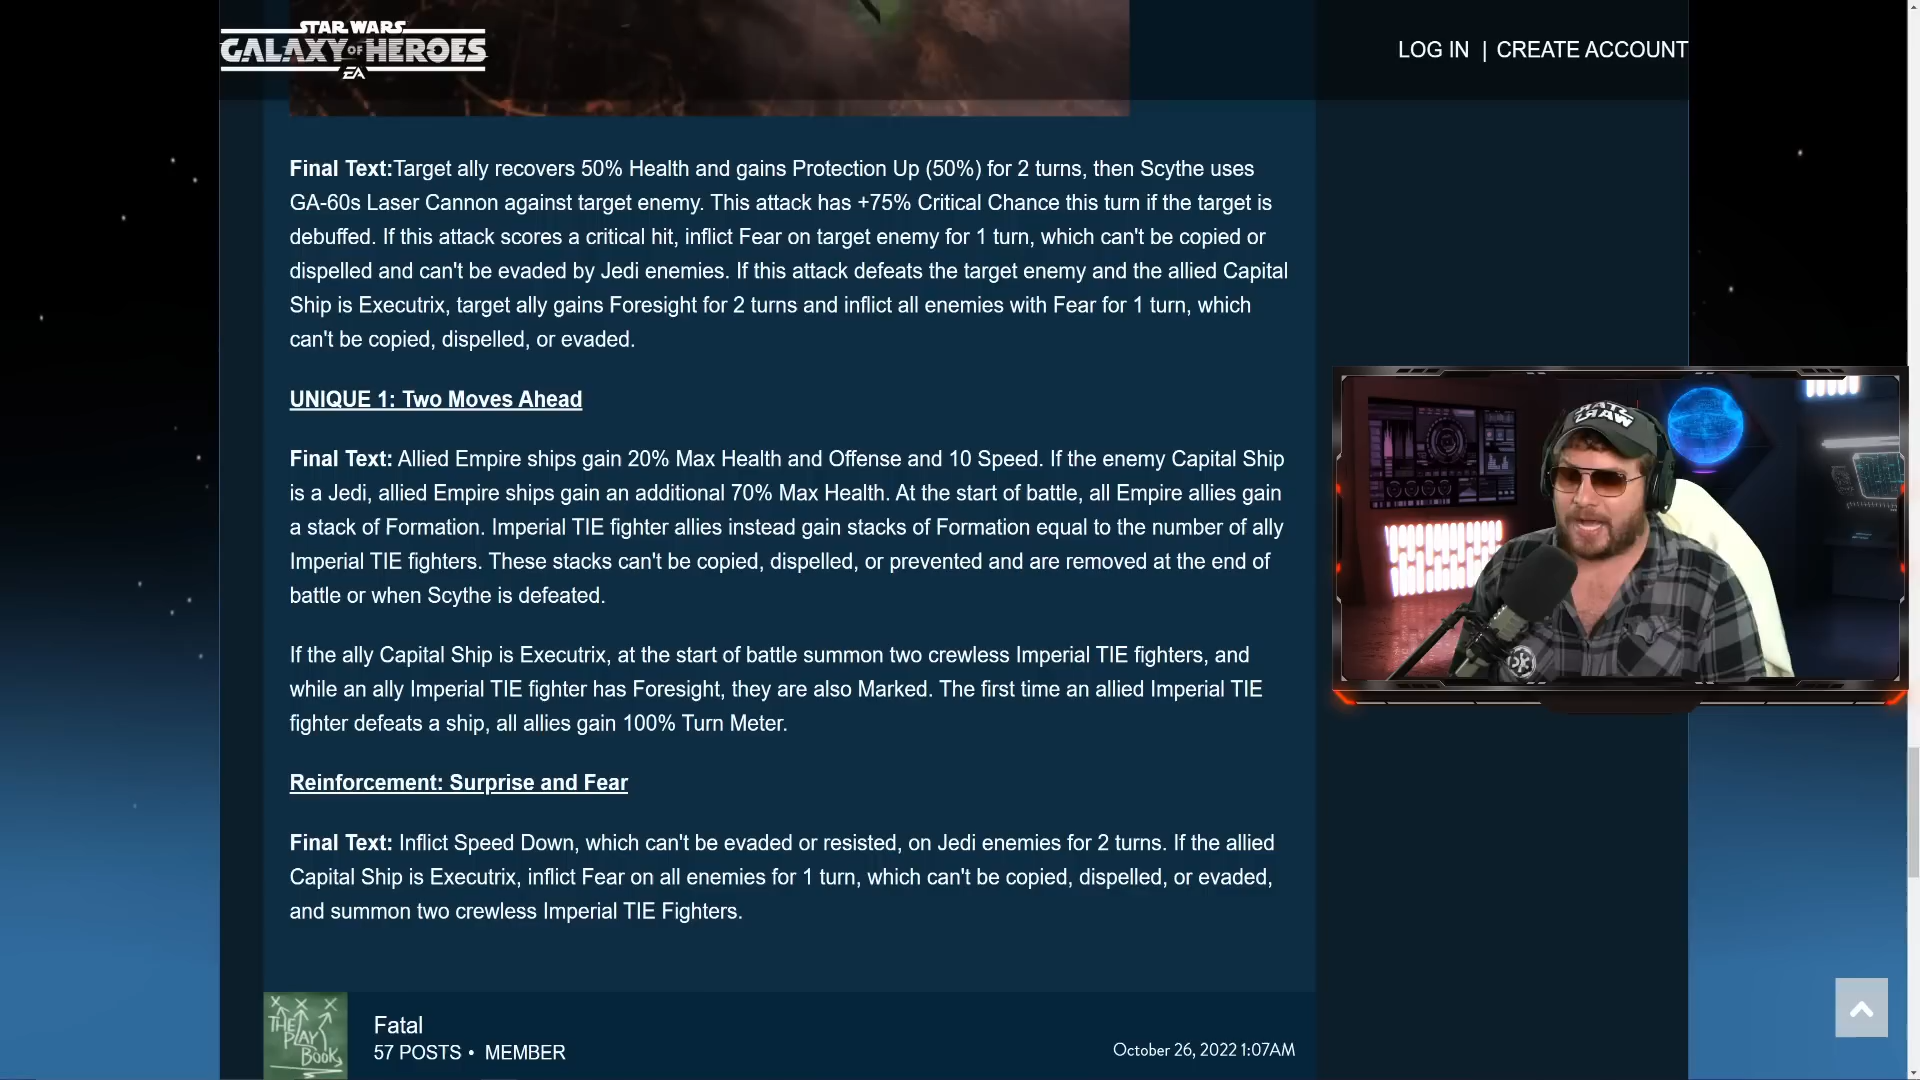 STAR WARS
GALAXY OF HEROES
EA
LOG IN | CREATE ACCOUNT
Final Text:Target ally recovers 50% Health and gains Protection Up (50%) for 2 turns, then Scythe uses
GA-60s Laser Cannon against target enemy. This attack has +75% Critical Chance this turn if the target is
debuffed. If this attack scores a critical hit, inflict Fear on target enemy for 1 turn, which can't be copied or
dispelled and can't be evaded by Jedi enemies. If this attack defeats the target enemy and the allied Capital
Ship is Executrix, target ally gains Foresight for 2 turns and inflict all enemies with Fear for 1 turn, which
can't be copied, dispelled, or evaded.
UNIQUE 1: Two Moves Ahead
Final Text: Allied Empire ships gain 20% Max Health and Offense and 10 Speed. If the enemy Capital Ship
is a Jedi, allied Empire ships gain an additional 70% Max Health. At the start of battle, all Empire allies gain
a stack of Formation. Imperial TIE fighter allies instead gain stacks of Formation equal to the number of ally
Imperial TIE fighters. These stacks can't be copied, dispelled, or prevented and are removed at the end of
battle or when Scythe is defeated.
If the ally Capital Ship is Executrix, at the start of battle summon two crewless Imperial TIE fighters, and
while an ally Imperial TIE fighter has Foresight, they are also Marked. The first time an allied Imperial TIE
fighter defeats a ship, all allies gain 100% Turn Meter.
Reinforcement: Surprise and Fear
Final Text: Inflict Speed Down, which can't be evaded or resisted, on Jedi enemies for 2 turns. If the allied
Capital Ship is Executrix, inflict Fear on all enemies for 1 turn, which can't be copied, dispelled, or evaded,
and summon two crewless Imperial TIE Fighters.
STAR
WARS
X X X
THE
PLAY
BOOK
Fatal
57 POSTS • MEMBER
October 26, 2022 1:07AM